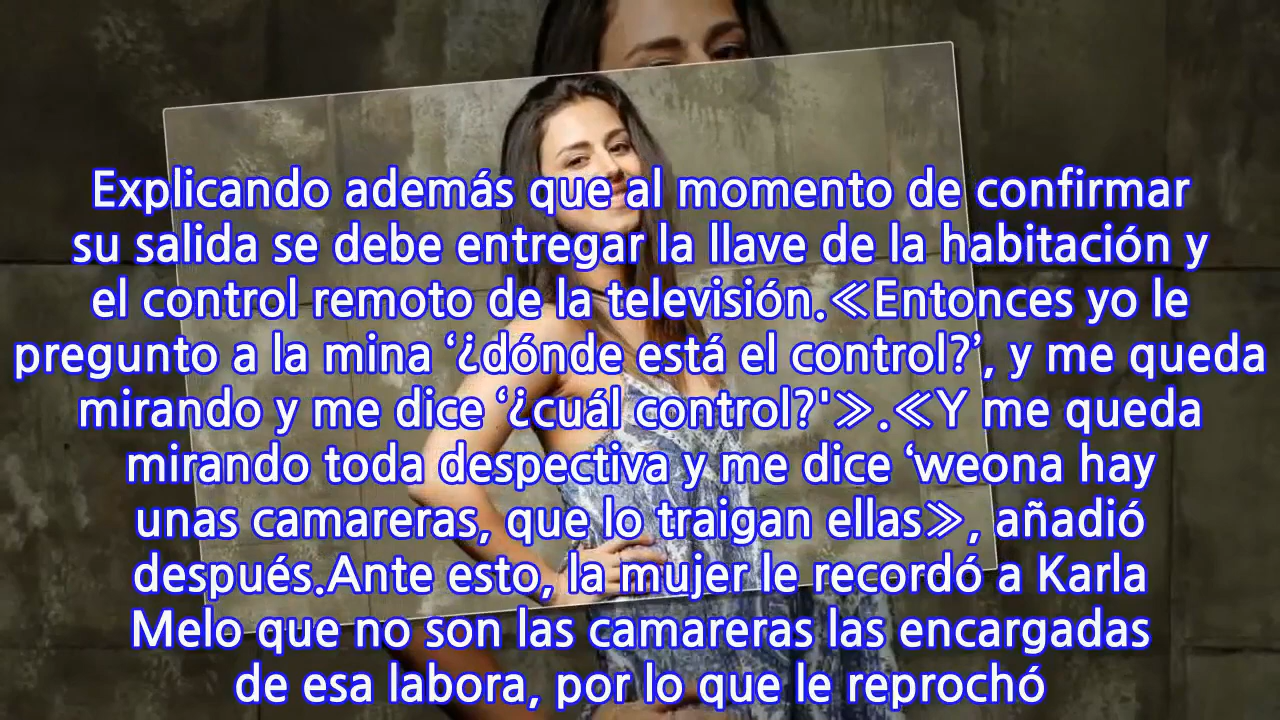 Explicando además que al momento de confirmar
su salida se debe entregar la llave de la habitación y
el control remoto de la televisión.≪Entonces yo le
pregunto a la mina ‘¿dónde está el control?’, y me queda
mirando y me dice ‘¿cuál control?'≫.≪Y me queda
mirando toda despectiva y me dice ‘weona hay
unas camareras, que lo traigan ellas≫, añadió
después.Ante esto, la mujer le recordó a Karla
Melo que no son las camareras las encargadas
de esa labora, por lo que le reprochó